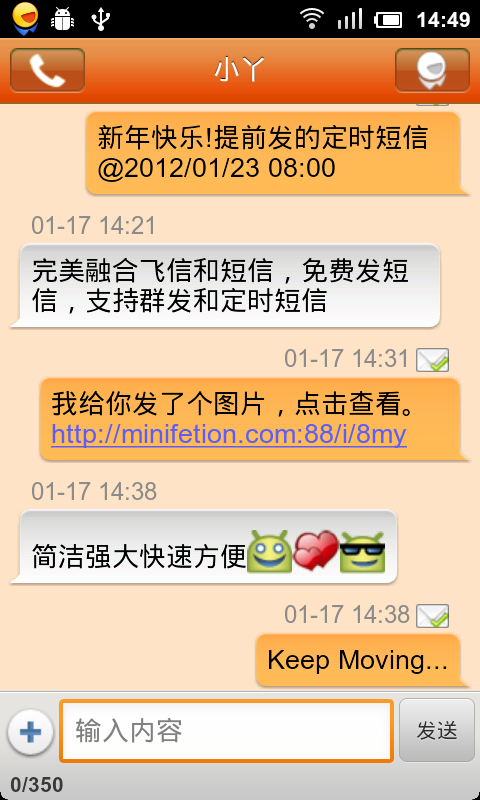 14:49
小丫
新年快乐!提前发的定时短信
@2012/01/23 08:00
01-17 14:21
完美融合飞信和短信，免费发短
信，支持群发和定时短信
01-17 14:31
我给你发了个图片，点击查看。
http://minifetion.com:88/i/8my
01-17 14:38
简洁强大快速方便
01-17 14:38
Keep Moving...
输入内容
发送
0/350